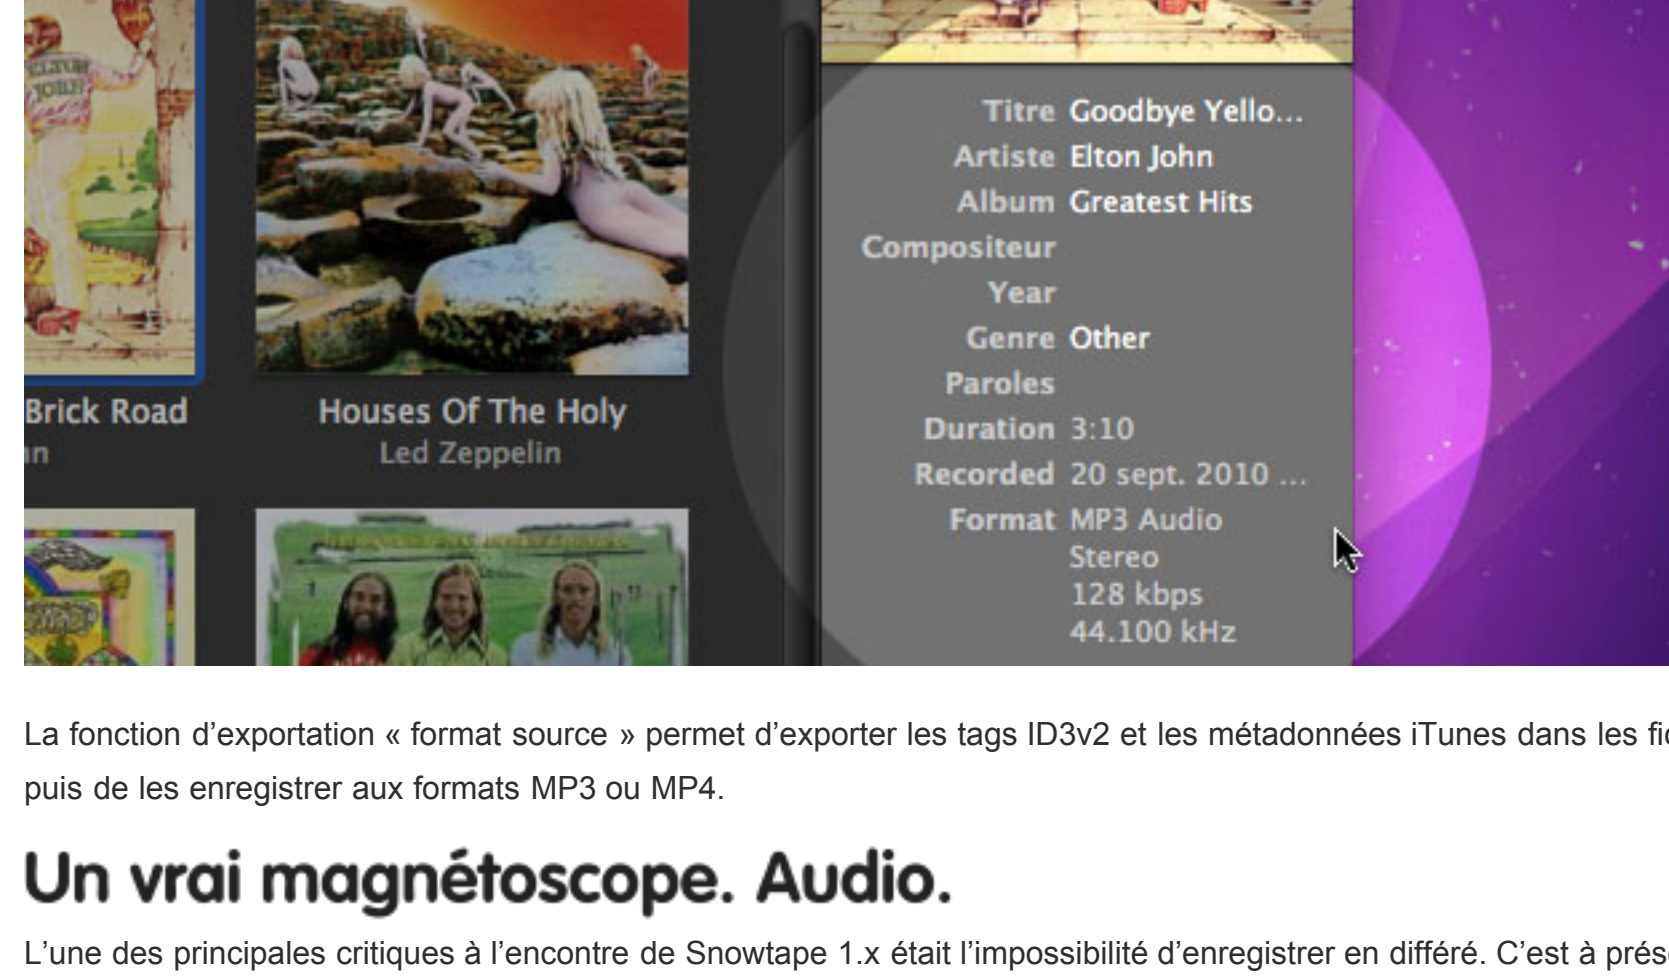 ELTON
JOHN
Titre Goodbye Yello...
Artiste Elton John
Album Greatest Hits
Compositeur
Year
Genre Other
Paroles
Duration 3:10
Recorded 20 sept. 2010 ...
Format MP3 Audio
Stereo
128 kbps
44.100 kHz
Brick Road
Houses Of The Holy
Led Zeppelin
La fonction d’exportation « format source » permet d’exporter les tags ID3v2 et les métadonnées iTunes dans les
puis de les enregistrer aux formats MP3 ou MP4.
Un vrai magnétoscope. Audio.
L’une des principales critiques à l’encontre de Snowtape 1.x était l’impossibilité d’enregistrer en différé. C’est à